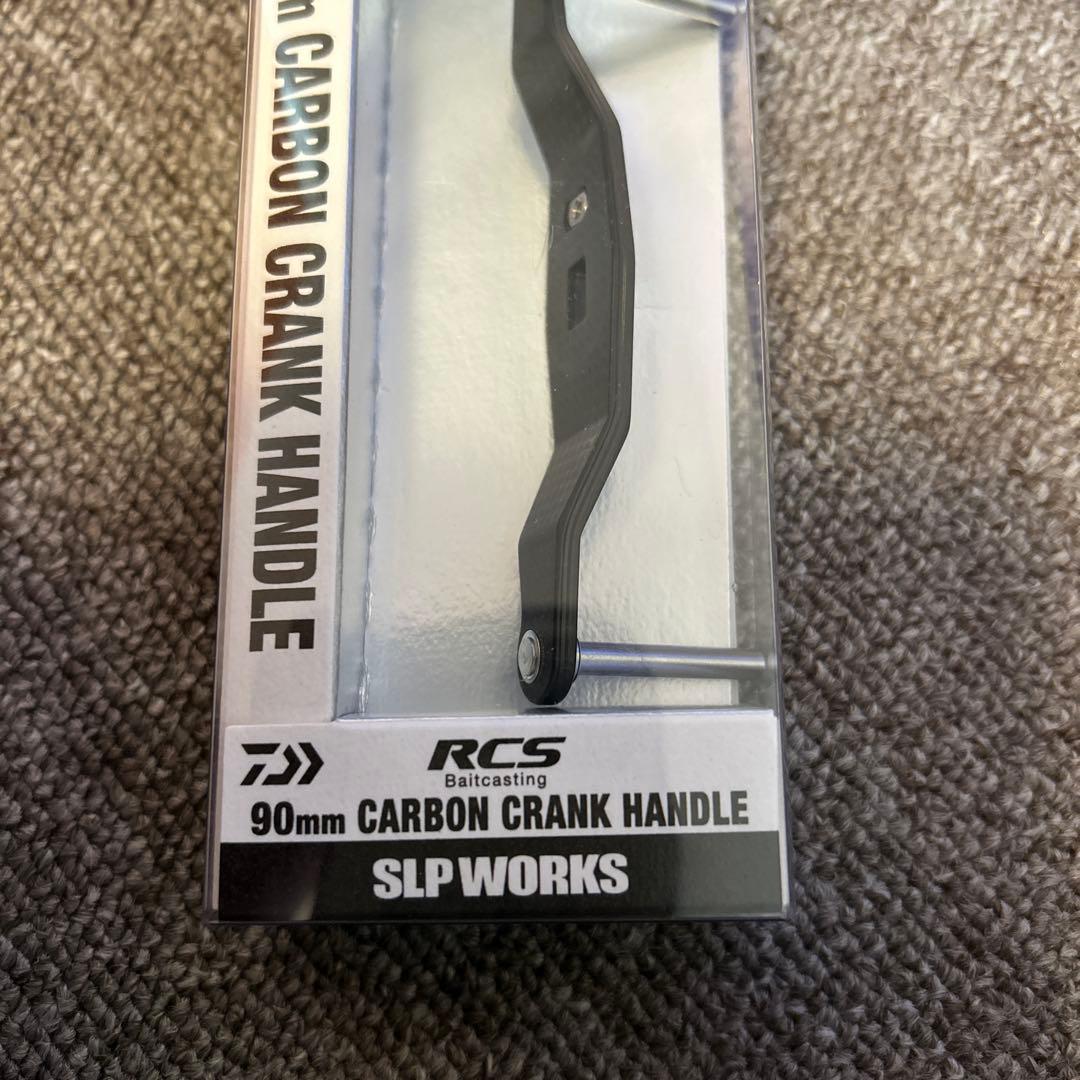 CARBON CRANK HANDLE
RCS
Baitcasting
90mm CARBON CRANK HANDLE
SLP WORKS